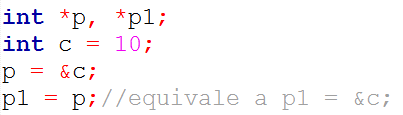 int *p, *p1;
int c = 10;
p = &c;
p1 = p;//equivale a p1 = &c;